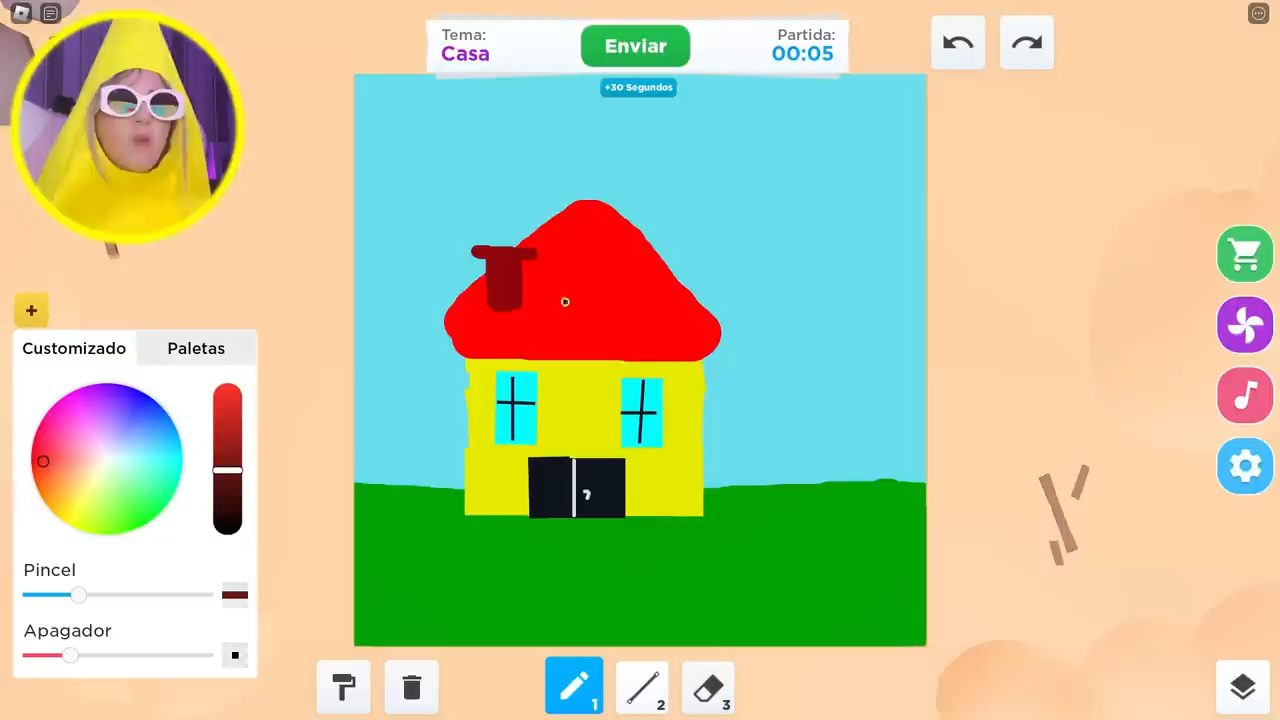 Tema:
Casa
Enviar
Partida:
00:05
+30 Segundos
+
Customizado
Paletas
Pincel
Apagador
1
2
3